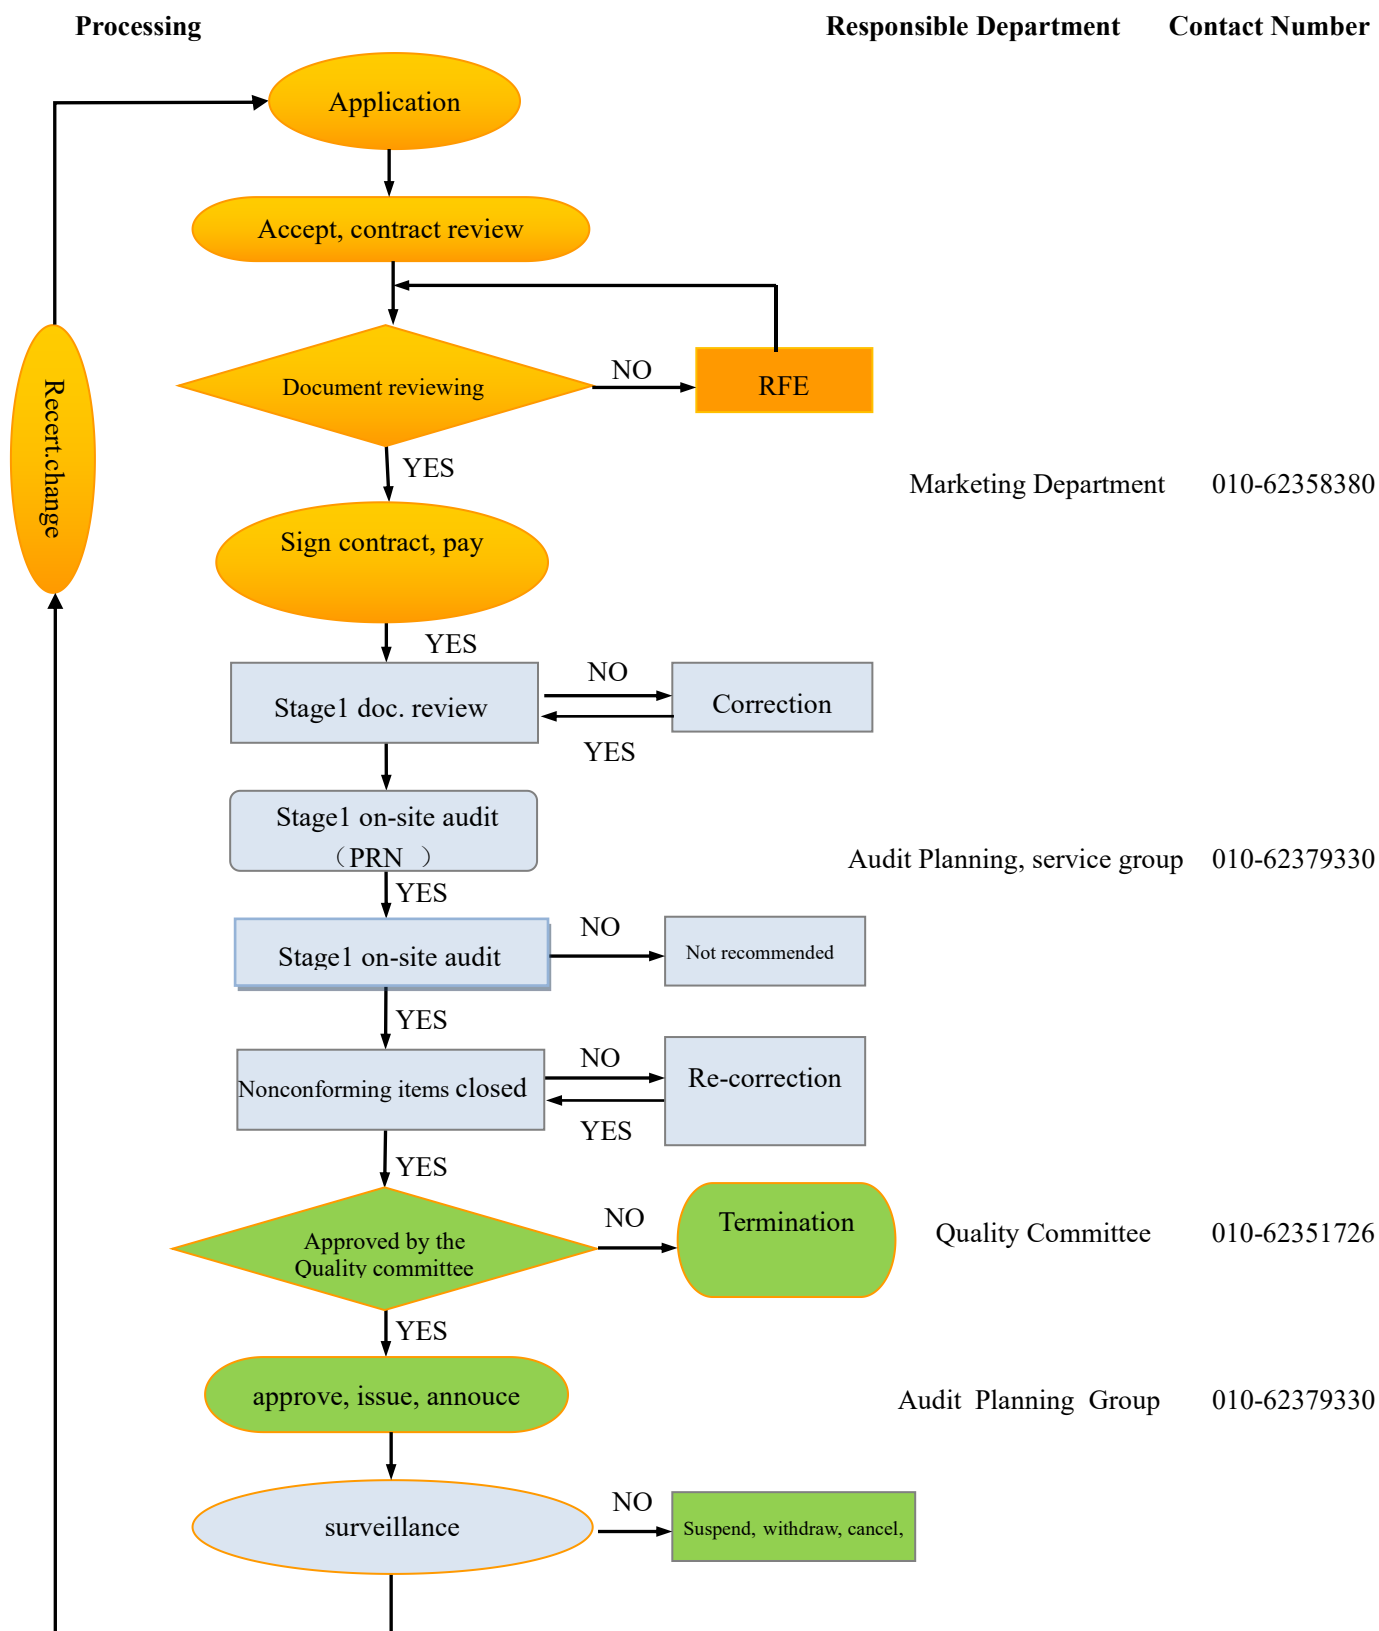 Processing Responsible Department Contact Number
Application
Accept, contract review
Document reviewing
NO
RFE
Recert.change
YES
Marketing Department 010-62358380
Sign contract, pay
YES
Stage1 doc. review
NO
Correction
YES
Stage1 on-site audit
（PRN ）
Audit Planning, service group 010-62379330
YES
Stage1 on-site audit
NO
Not recommended
YES
Nonconforming items closed
NO
Re-correction
YES
YES
Approved by the
Quality committee
NO
Termination
Quality Committee 010-62351726
YES
approve, issue, annouce
Audit Planning Group 010-62379330
surveillance
NO
Suspend, withdraw, cancel,